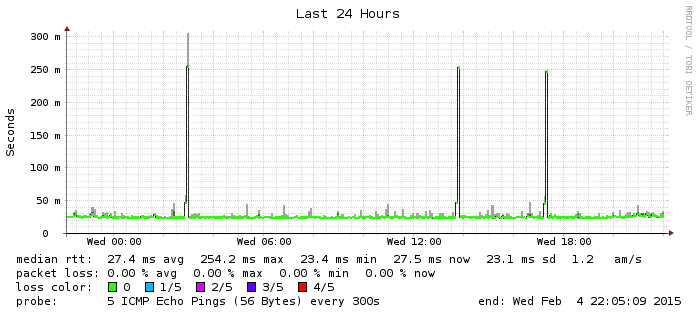 Last 24 Hours
RRDTOOL / TOBI OETIKER
Seconds
300 m
250 m
200 m
150 m
100 m
50 m
0
Wed 00:00 Wed 06:00 Wed 12:00 Wed 18:00
median rtt: 27.4 ms avg 254.2 ms max 23.4 ms min 27.5 ms now 23.1 ms sd 1.2 am/s
packet loss: 0.00 % avg 0.00 % max 0.00 % min 0.00 % now
loss color: 0 1/5 2/5 3/5 4/5
probe: 5 ICMP Echo Pings (56 Bytes) every 300s end: Wed Feb 4 22:05:09 2015